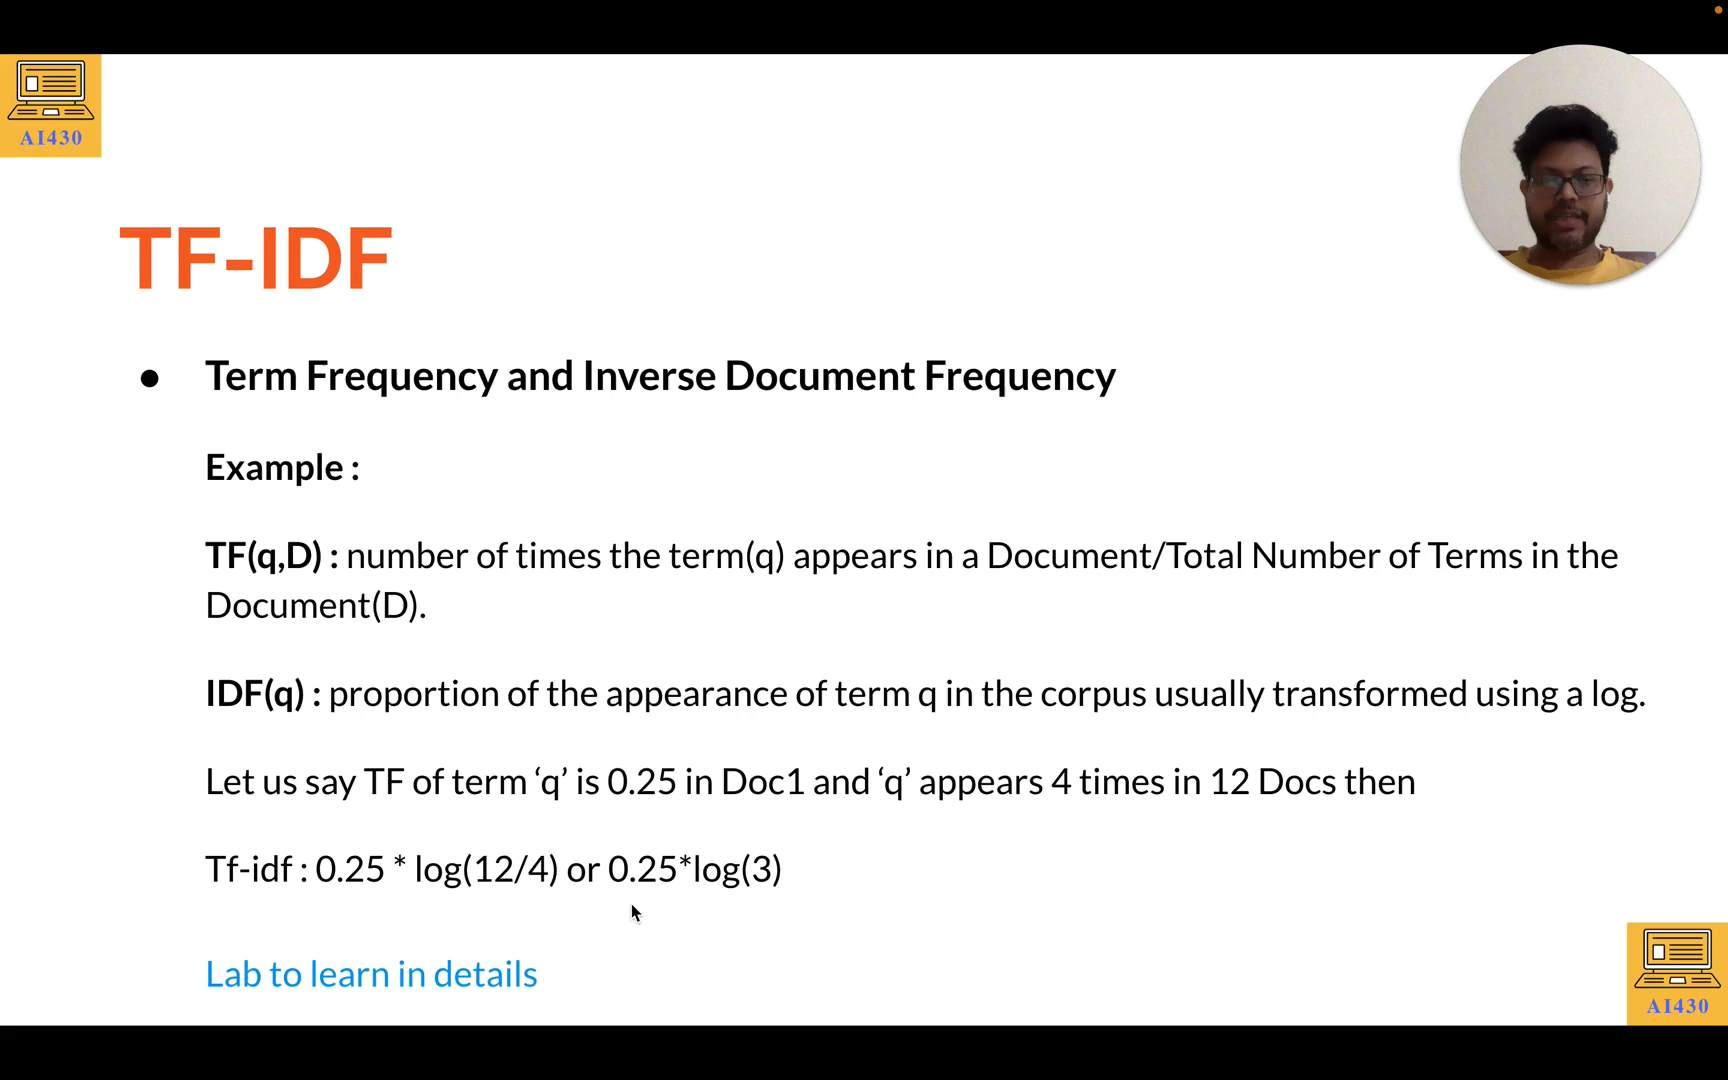 AI430
TF-IDF
● Term Frequency and Inverse Document Frequency
Example :
TF(q,D) : number of times the term(q) appears in a Document/Total Number of Terms in the
Document(D).
IDF(q) : proportion of the appearance of term q in the corpus usually transformed using a log.
Let us say TF of term ‘q’ is 0.25 in Doc1 and ‘q’ appears 4 times in 12 Docs then
Tf-idf : 0.25 * log(12/4) or 0.25*log(3)
Lab to learn in details
AI430